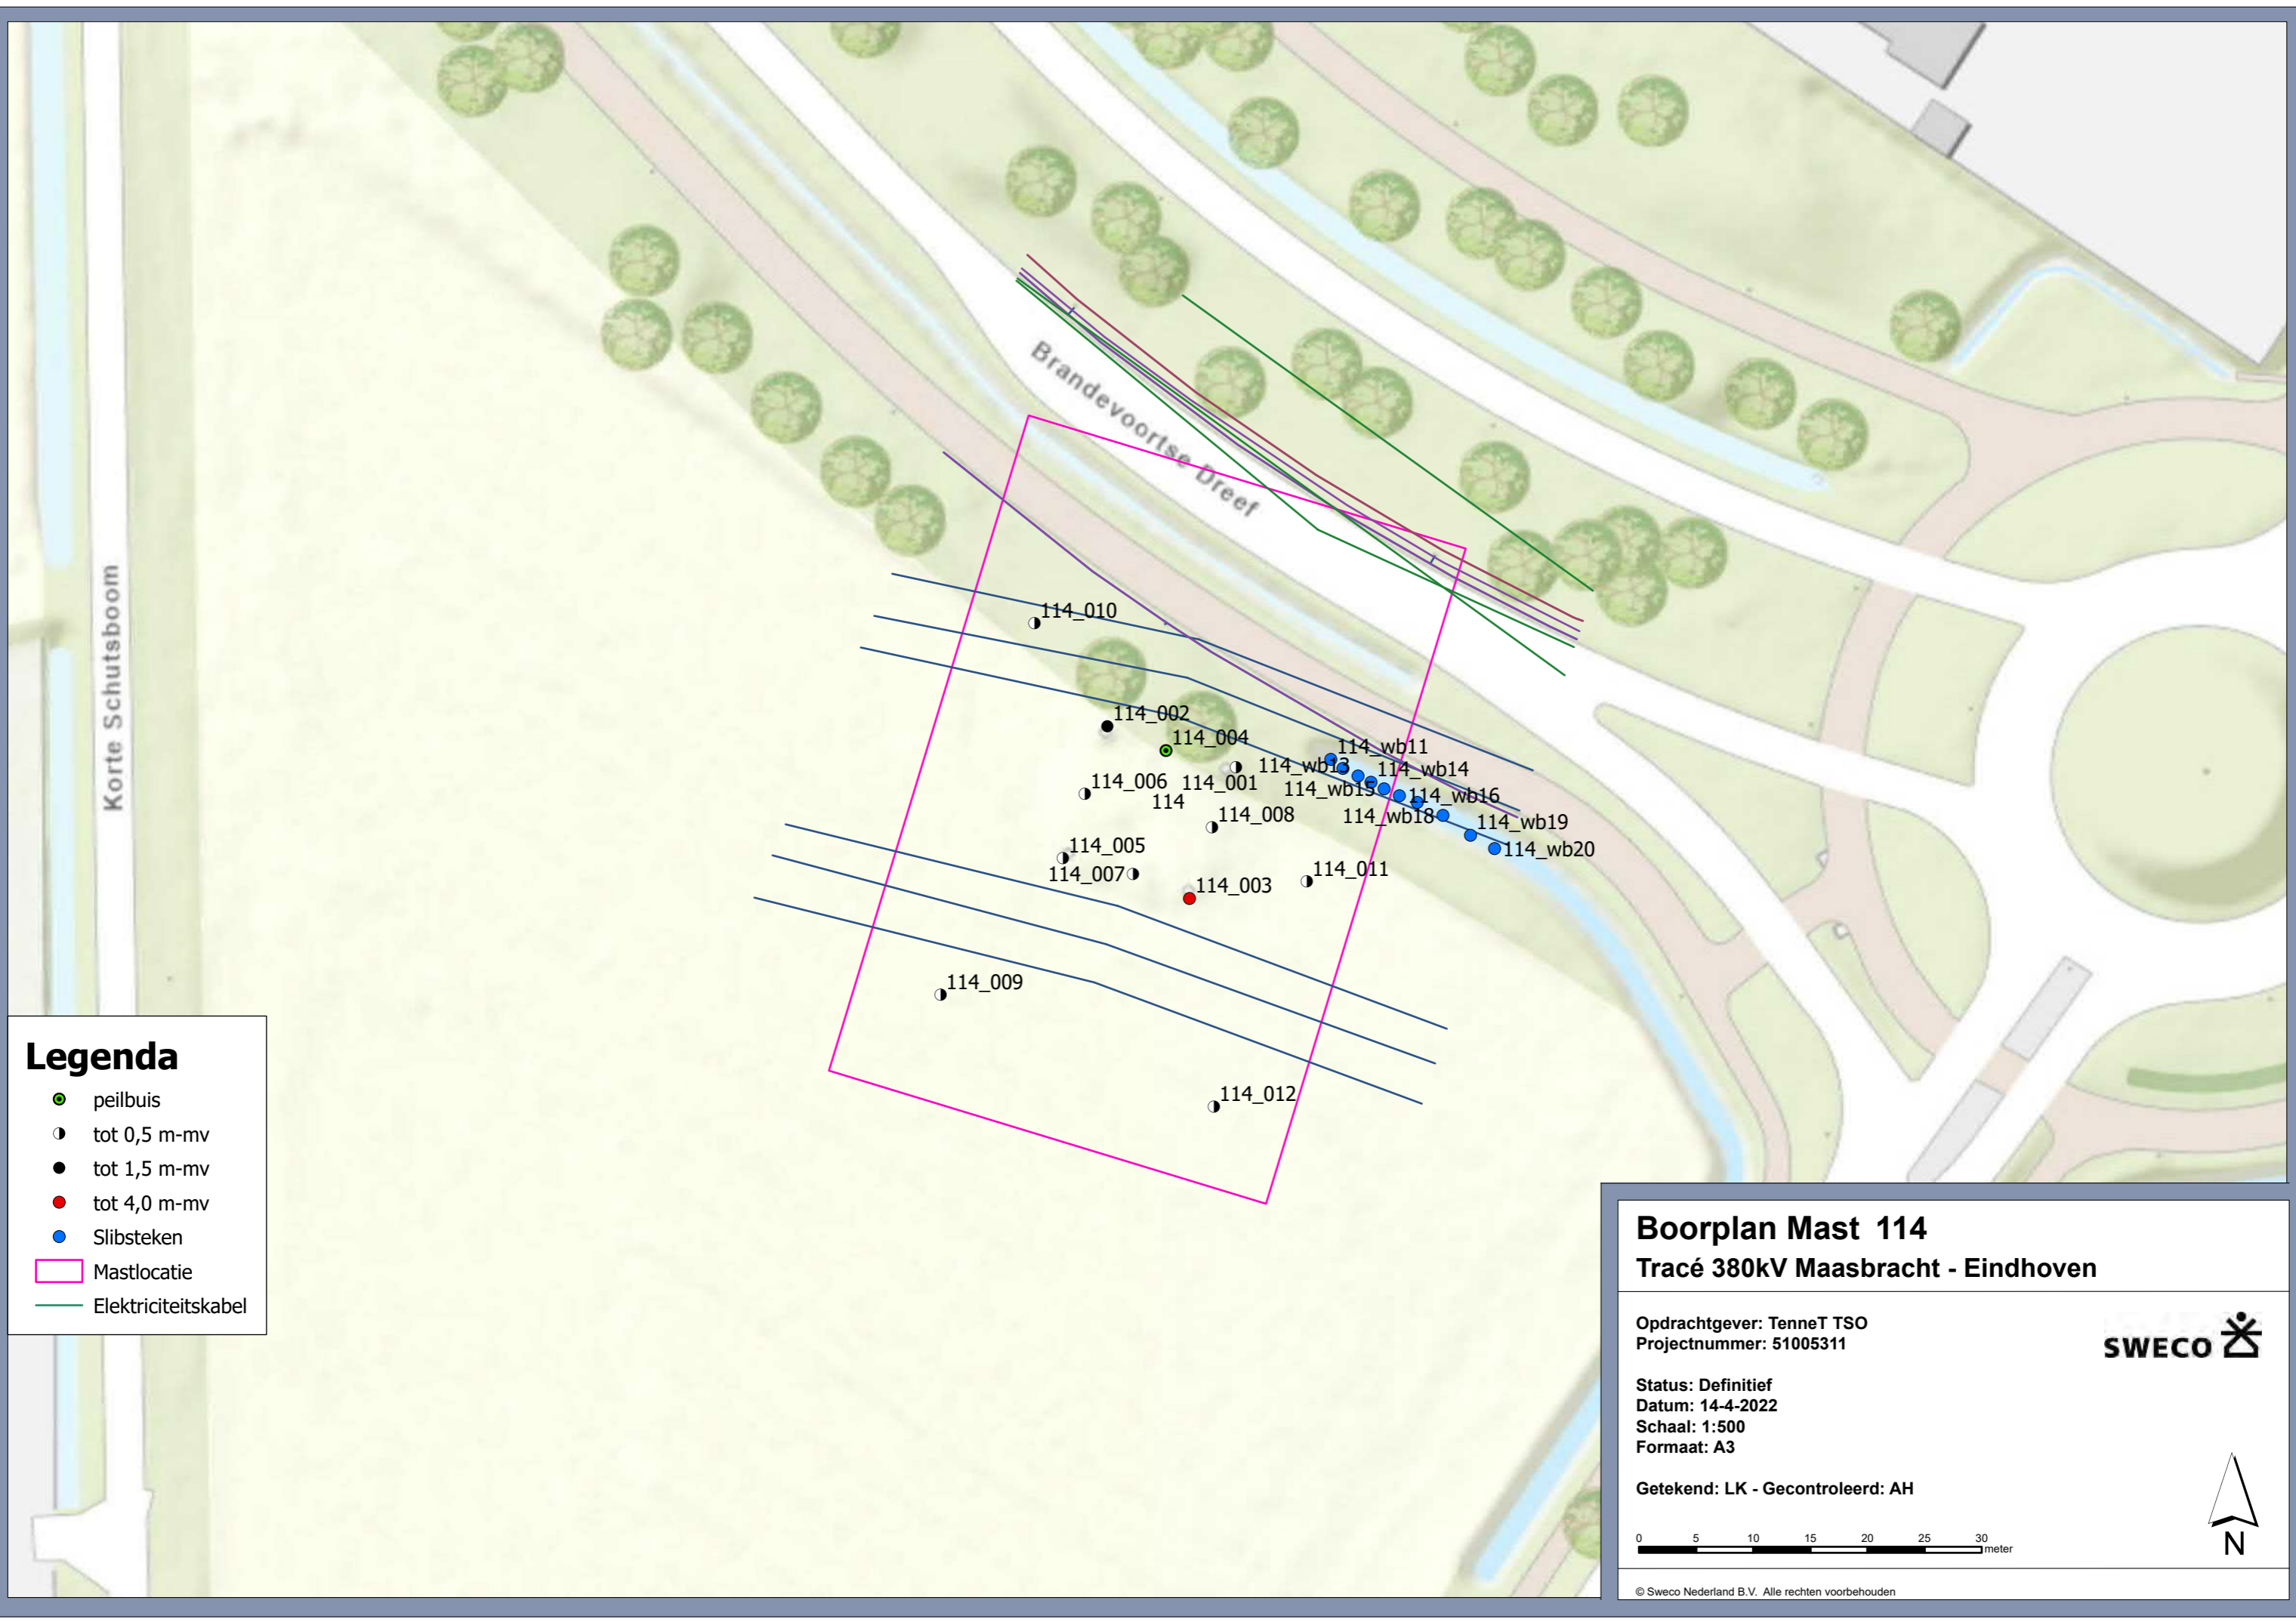 Brandevoortse Dreef
Korte Schutsboom
114_010
114_002
114_004
114_wb11
114_wb13
114_wb14
114_006
114_001
114_wb15
114_wb16
114
114_008
114_wb18
114_wb19
114_005
114_wb20
114_007
114_011
114_003
114_009
114_012
Legenda
peilbuis
tot 0,5 m-mv
tot 1,5 m-mv
tot 4,0 m-mv
Slibsteken
Mastlocatie
Elektriciteitskabel
Boorplan Mast 114
Tracé 380kV Maasbracht - Eindhoven
Opdrachtgever: TenneT TSO
Projectnummer: 51005311
SWECO
Status: Definitief
Datum: 14-4-2022
Schaal: 1:500
Formaat: A3
Getekend: LK - Gecontroleerd: AH
0 5 10 15 20 25 30
meter
N
© Sweco Nederland B.V. Alle rechten voorbehouden